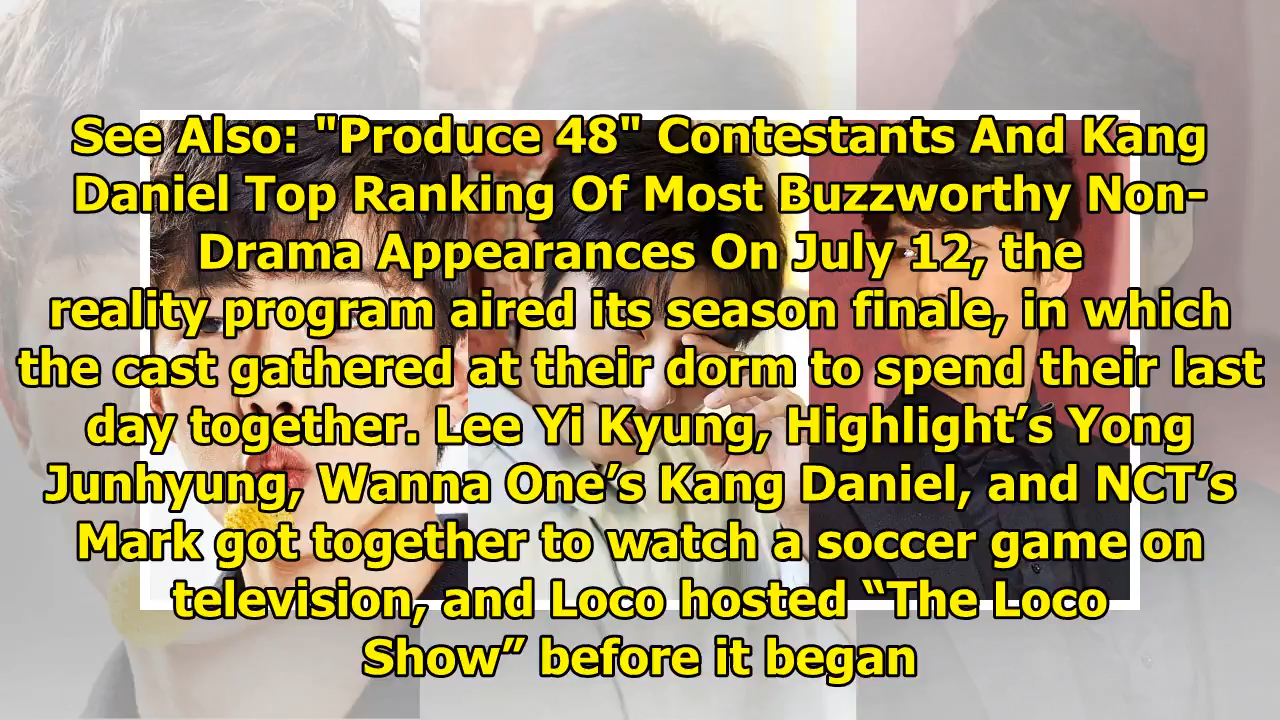 See Also: "Produce 48" Contestants And Kang
Daniel Top Ranking Of Most Buzzworthy Non-
Drama Appearances On July 12, the
reality program aired its season finale, in which
the cast gathered at their dorm to spend their last
day together. Lee Yi Kyung, Highlight’s Yong
Junhyung, Wanna One’s Kang Daniel, and NCT’s
Mark got together to watch a soccer game on
television, and Loco hosted “The Loco
Show” before it began